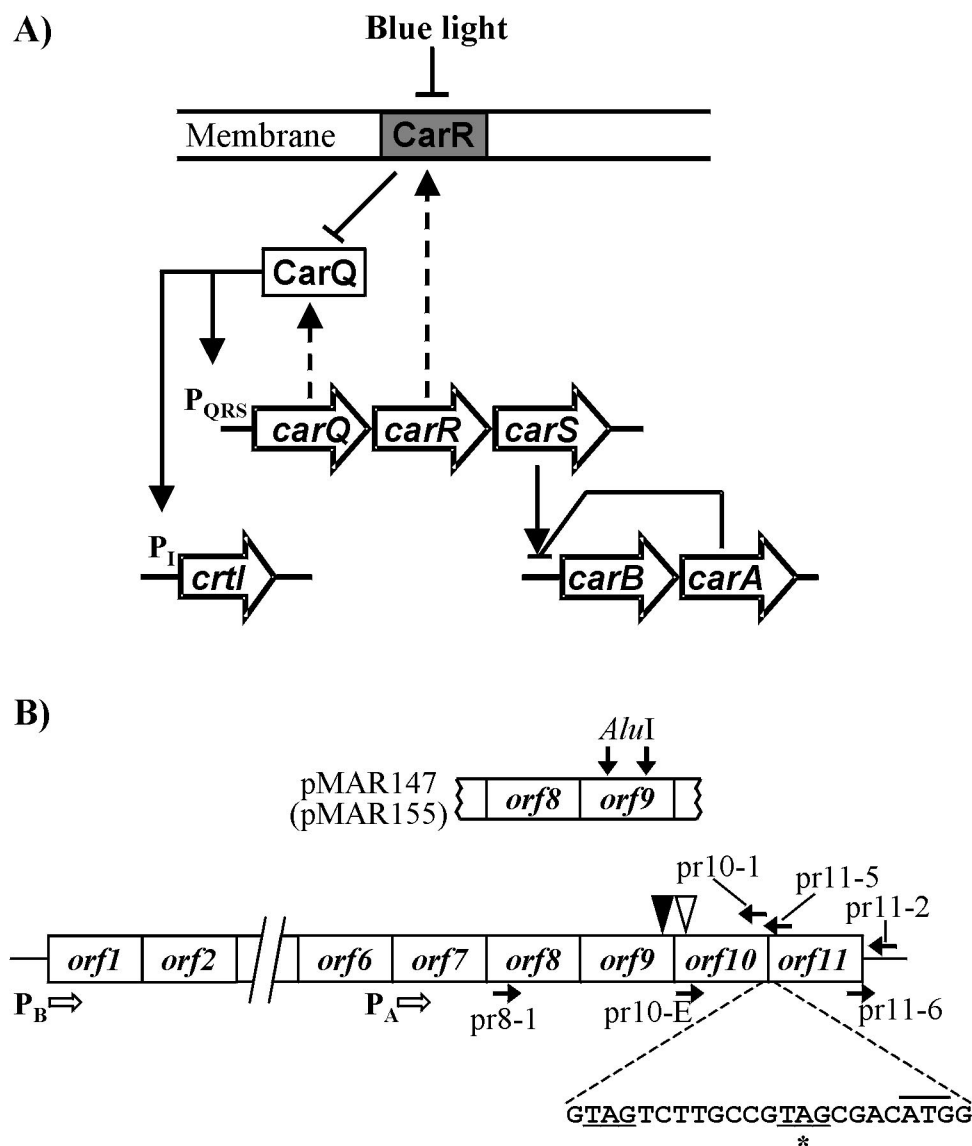 A)
Blue light
Membrane
CarR
CarQ
PQRS
carQ
carR
carS
PI
crtI
carB
carA
B)
AluI
pMAR147
(pMAR155)
orf8
orf9
pr10-1
pr11-5
pr11-2
orf1
orf2
orf6
orf7
orf8
orf9
orf10
orf11
PB
PA
pr8-1
pr10-E
pr11-6
GTAGTCTTGCCGTAGCGACATGG
*